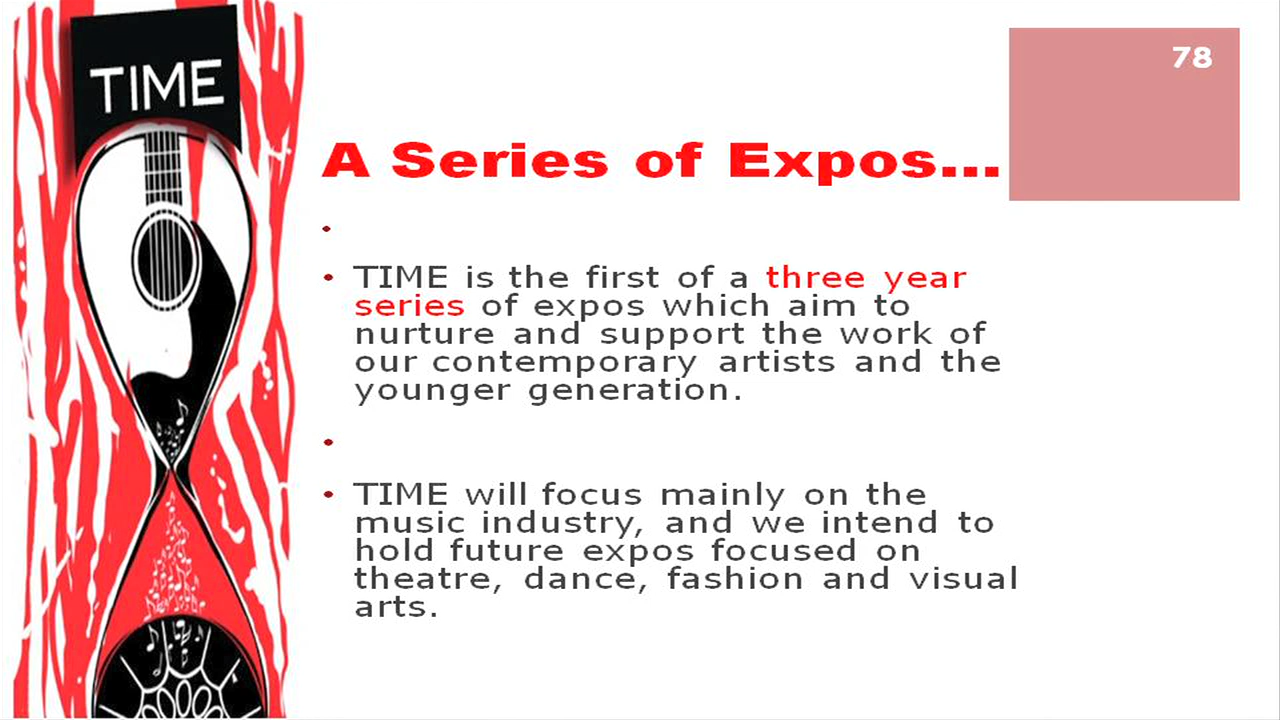 TIME
78
A Series of Expos...
•
• TIME is the first of a three year
series of expos which aim to
nurture and support the work of
our contemporary artists and the
younger generation.
•
• TIME will focus mainly on the
music industry, and we intend to
hold future expos focused on
theatre, dance, fashion and visual
arts.